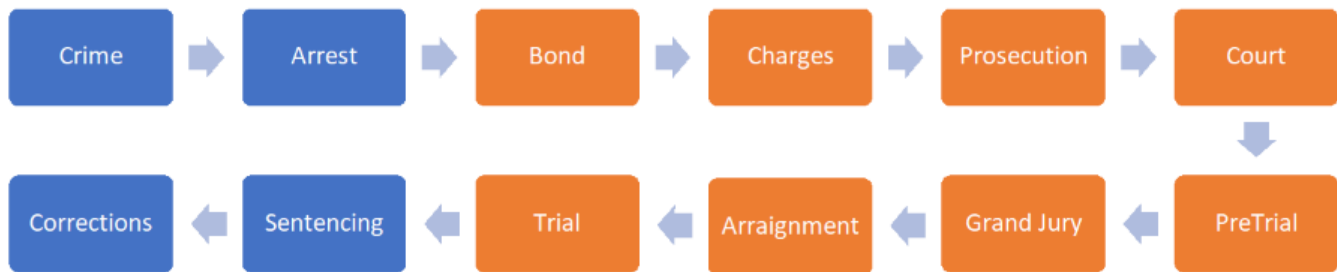 Crime
Arrest
Bond
Charges
Prosecution
Court
PreTrial
Grand Jury
Arraignment
Trial
Sentencing
Corrections